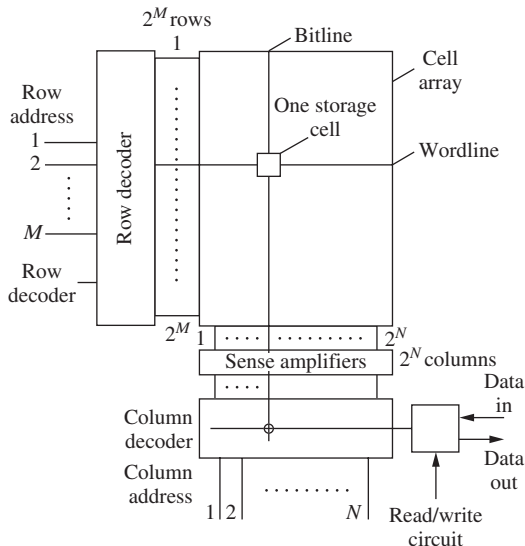 2^M rows
1
Bitline
Cell
array
One storage
cell
Wordline
Row
address
1
2
M
Row
decoder
Row decoder
2^M
1
2^N
Sense amplifiers
2^N columns
Column
decoder
Data
in
Data
out
Column
address
1
2
N
Read/write
circuit